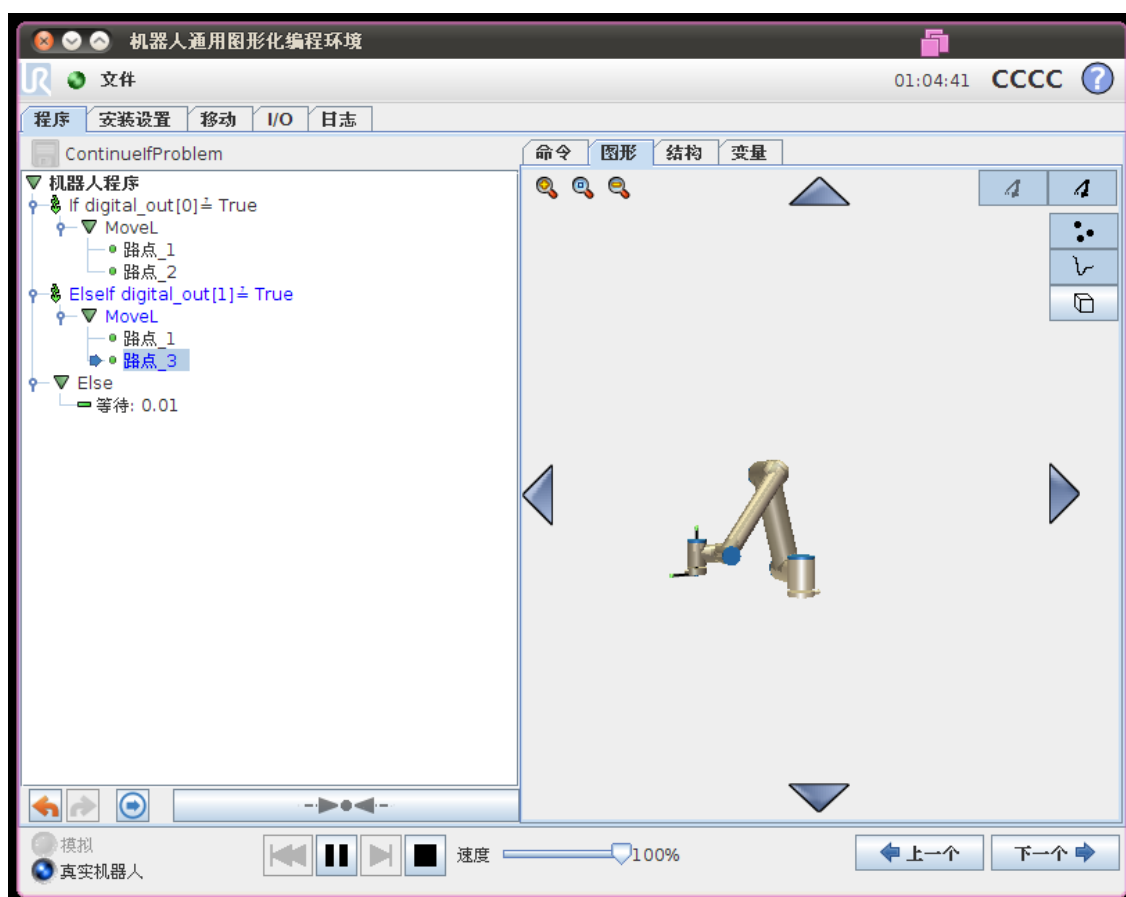 机器人通用图形化编程环境
UR 文件 01:04:41 CCCC ?
程序 安装设置 移动 I/O 日志
ContinueIfProblem
命令 图形 结构 变量
机器人程序
If digital_out[0]≟ True
MoveL
路点_1
路点_2
ElseIf digital_out[1]≟ True
MoveL
路点_1
路点_3
Else
等待: 0.01
模拟
真实机器人
速度 100%
上一个 下一个